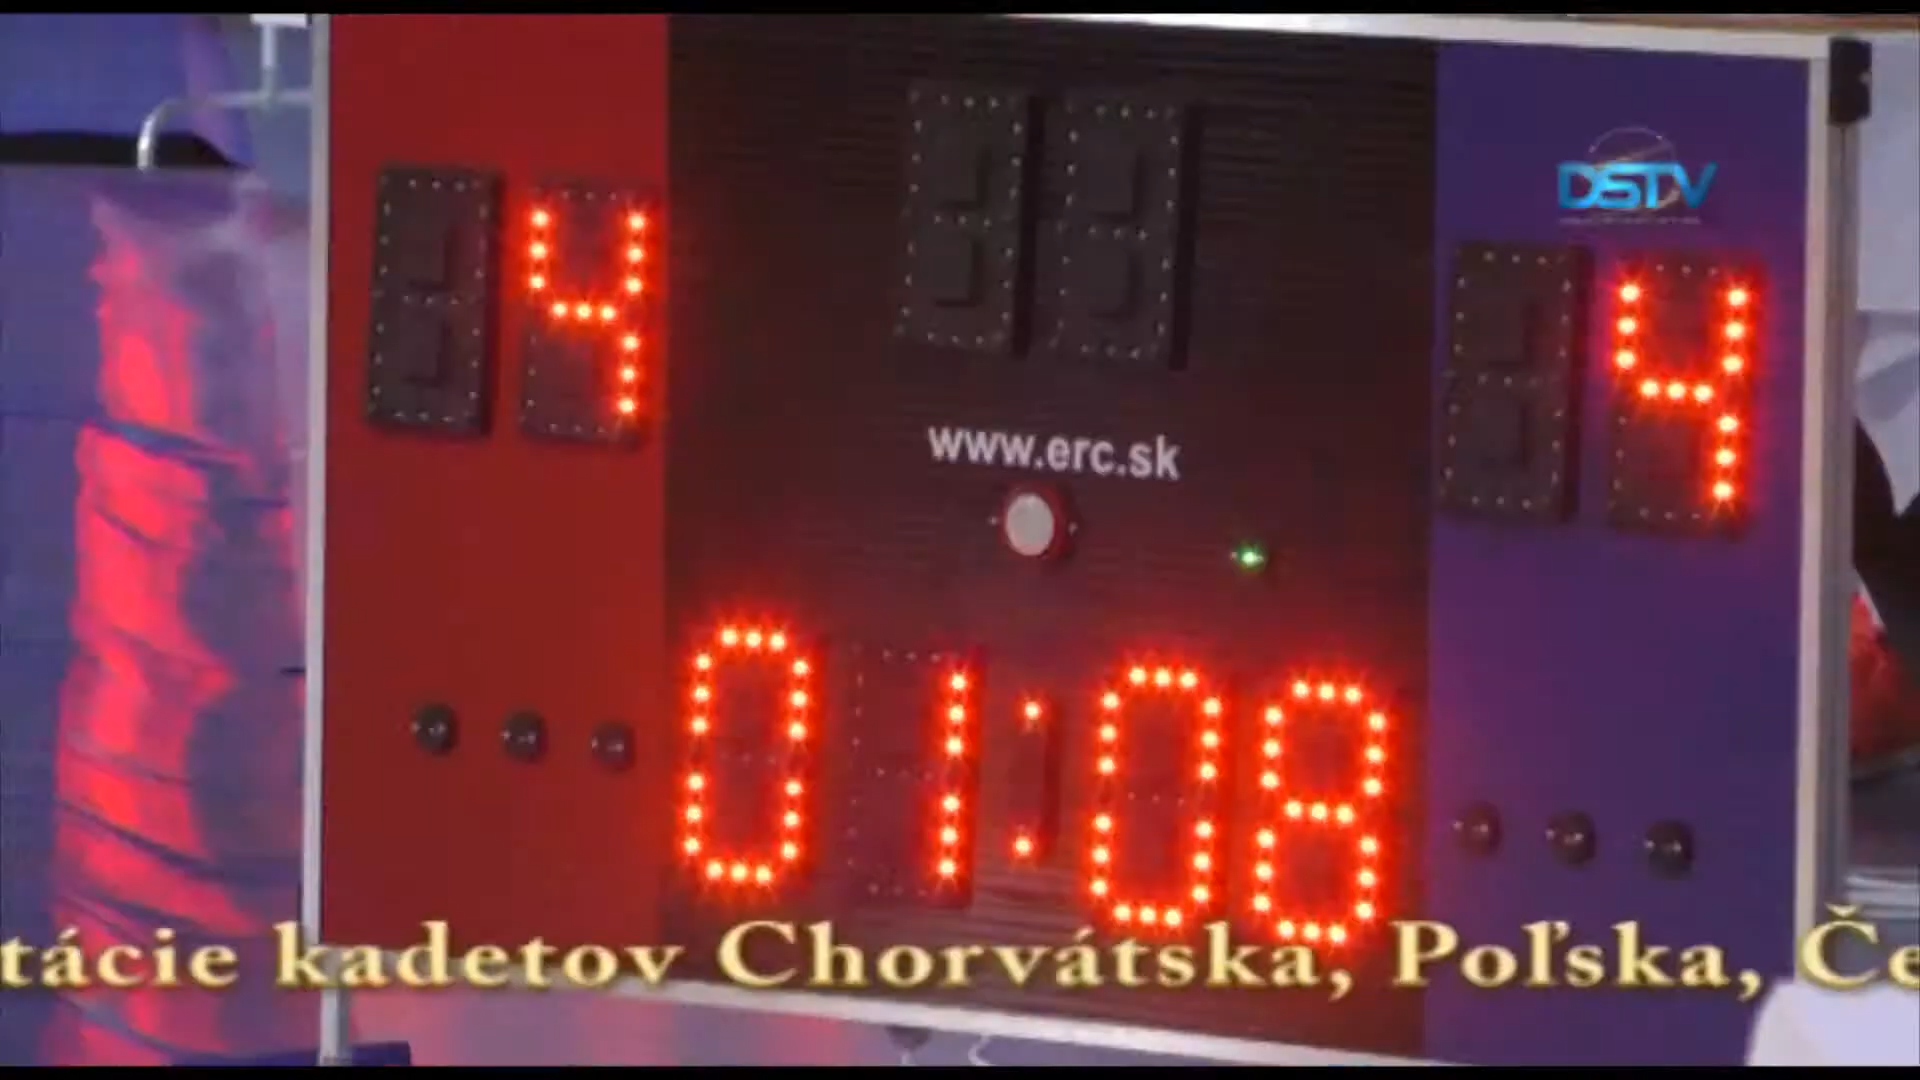 DSTV
4
4
www.erc.sk
01:08
tácie kadetov Chorvátska, Poľska, Če